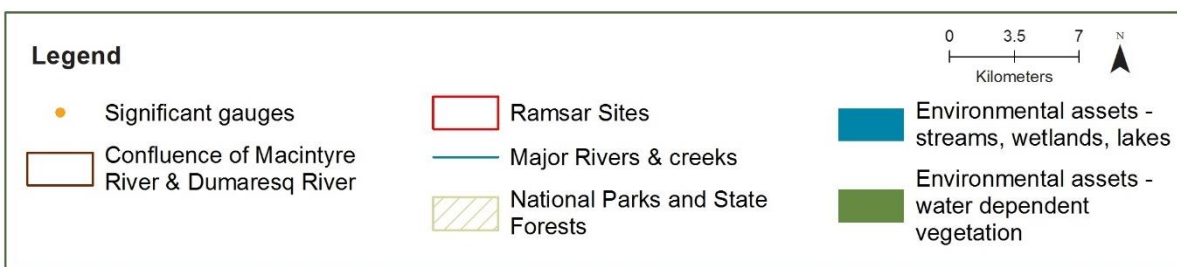 Legend
Significant gauges
Confluence of Macintyre
River & Dumaresq River
Ramsar Sites
Major Rivers & creeks
National Parks and State
Forests
0 3.5 7
Kilometers
N
Environmental assets -
streams, wetlands, lakes
Environmental assets -
water dependent
vegetation